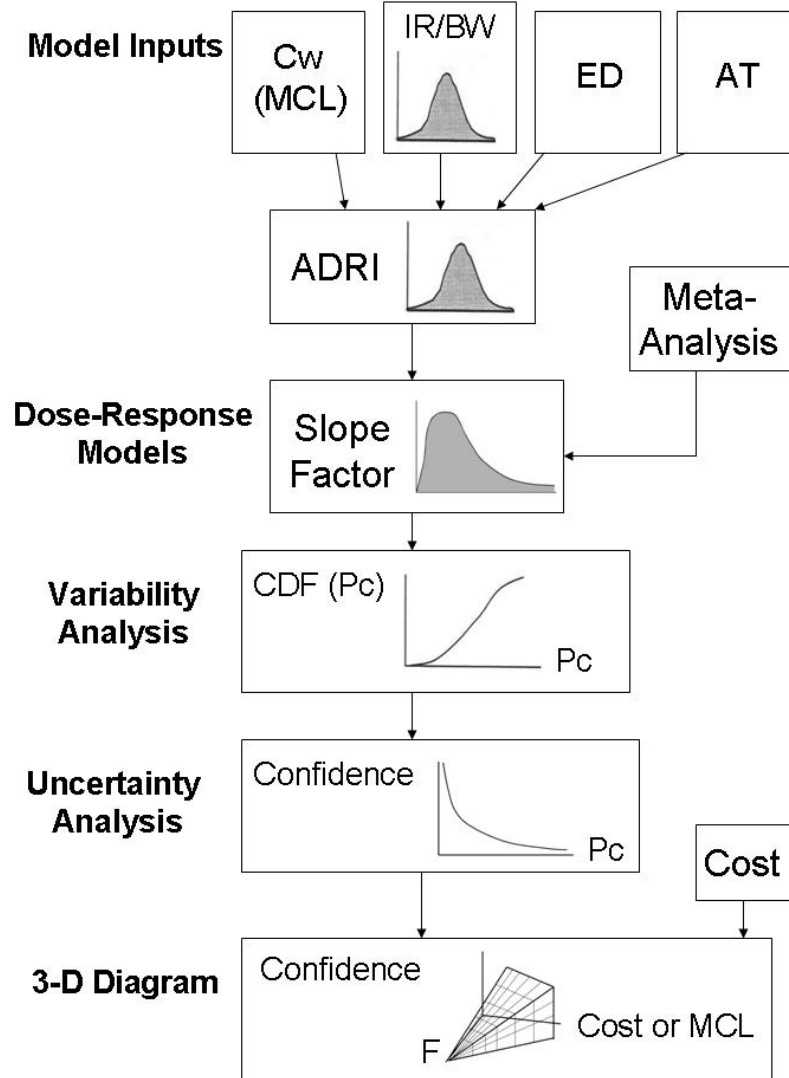 Model Inputs
Cw
(MCL)
IR/BW
ED
AT
ADRI
Meta-
Analysis
Dose-Response
Models
Slope
Factor
Variability
Analysis
CDF (Pc)
Pc
Uncertainty
Analysis
Confidence
Pc
Cost
3-D Diagram
Confidence
Cost or MCL
F